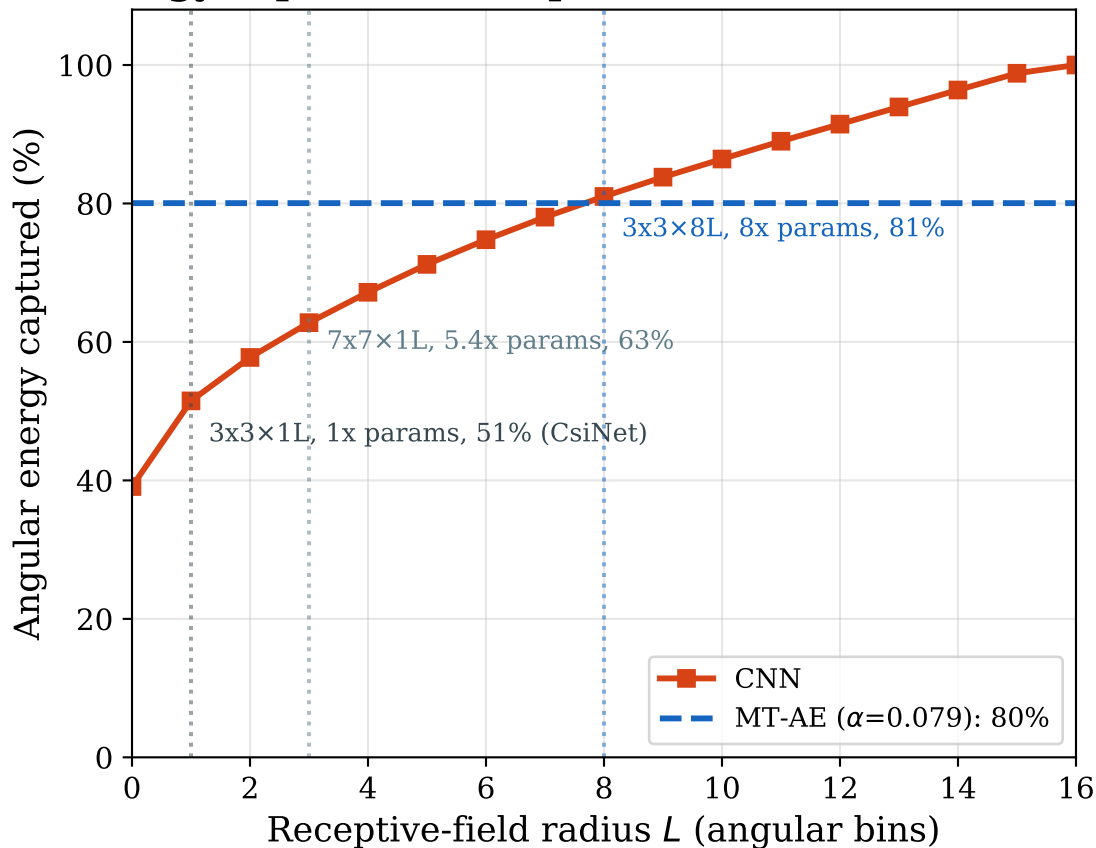 100
80
60
40
20
0
Angular energy captured (%)
3x3×8L, 8x params, 81%
7x7×1L, 5.4x params, 63%
3x3×1L, 1x params, 51% (CsiNet)
CNN
MT-AE (α=0.079): 80%
0 2 4 6 8 10 12 14 16
Receptive-field radius L (angular bins)